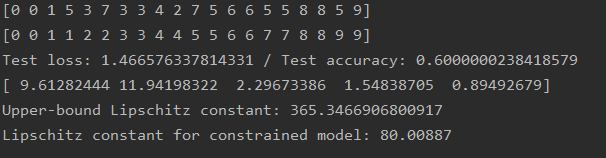 [0 0 1 5 3 7 3 3 4 2 7 5 6 6 5 5 8 8 5 9]
[0 0 1 1 2 2 3 3 4 4 5 5 6 6 7 7 8 8 9 9]
Test loss: 1.466576337814331 / Test accuracy: 0.6000000238418579
[ 9.61282444 11.94198322  2.29673386  1.54838705  0.89492679]
Upper-bound Lipschitz constant: 365.3466906800917
Lipschitz constant for constrained model: 80.00887